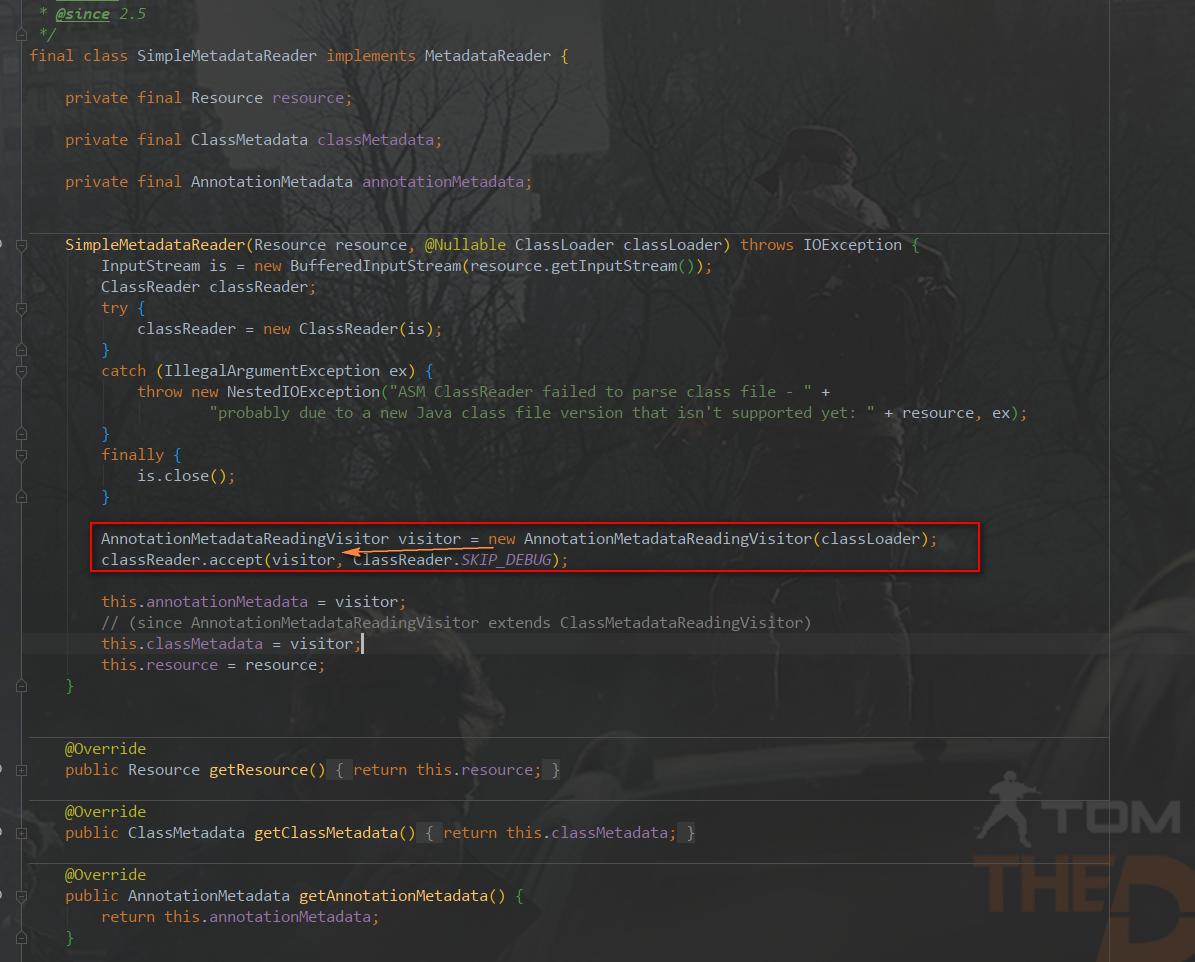 * @since 2.5
*/
final class SimpleMetadataReader implements MetadataReader {
private final Resource resource;
private final ClassMetadata classMetadata;
private final AnnotationMetadata annotationMetadata;
SimpleMetadataReader(Resource resource, @Nullable ClassLoader classLoader) throws IOException {
InputStream is = new BufferedInputStream(resource.getInputStream());
ClassReader classReader;
try {
classReader = new ClassReader(is);
}
catch (IllegalArgumentException ex) {
throw new NestedIOException("ASM ClassReader failed to parse class file - " +
"probably due to a new Java class file version that isn't supported yet: " + resource, ex);
}
finally {
is.close();
}
AnnotationMetadataReadingVisitor visitor = new AnnotationMetadataReadingVisitor(classLoader);
classReader.accept(visitor, ClassReader.SKIP_DEBUG);
this.annotationMetadata = visitor;
// (since AnnotationMetadataReadingVisitor extends ClassMetadataReadingVisitor)
this.classMetadata = visitor;
this.resource = resource;
}
@Override
public Resource getResource() { return this.resource; }
@Override
public ClassMetadata getClassMetadata() { return this.classMetadata; }
@Override
public AnnotationMetadata getAnnotationMetadata() {
return this.annotationMetadata;
}
TOM
THE D